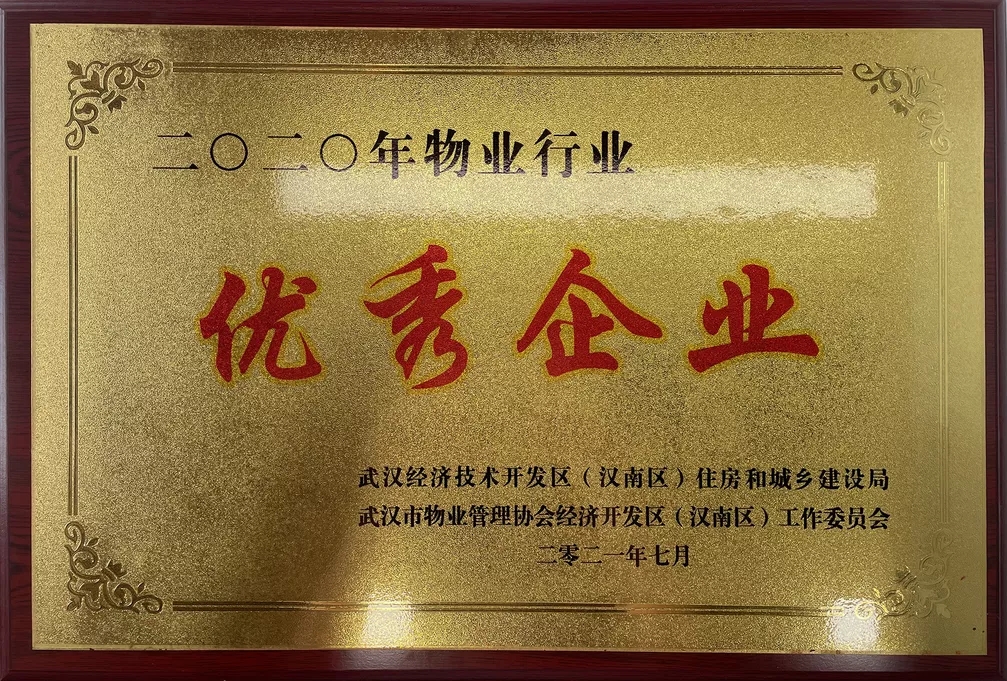 二〇二〇年物业行业
优秀企业
武汉经济技术开发区（汉南区）住房和城乡建设局
武汉市物业管理协会经济开发区（汉南区）工作委员会
二零二一年七月